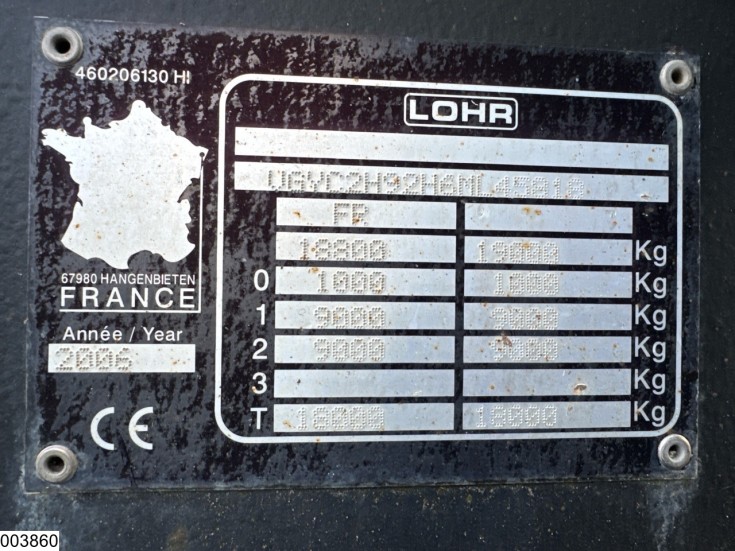 460206130 H!
LOHR
VGVC2H92H6ML45818
FR
18800 19000 Kg
0 1000 1000 Kg
1 9000 9000 Kg
2 9000 9000 Kg
3 Kg
T 18000 18000 Kg
67980 HANGENBIETEN
FRANCE
Année / Year
2006
CE
003860